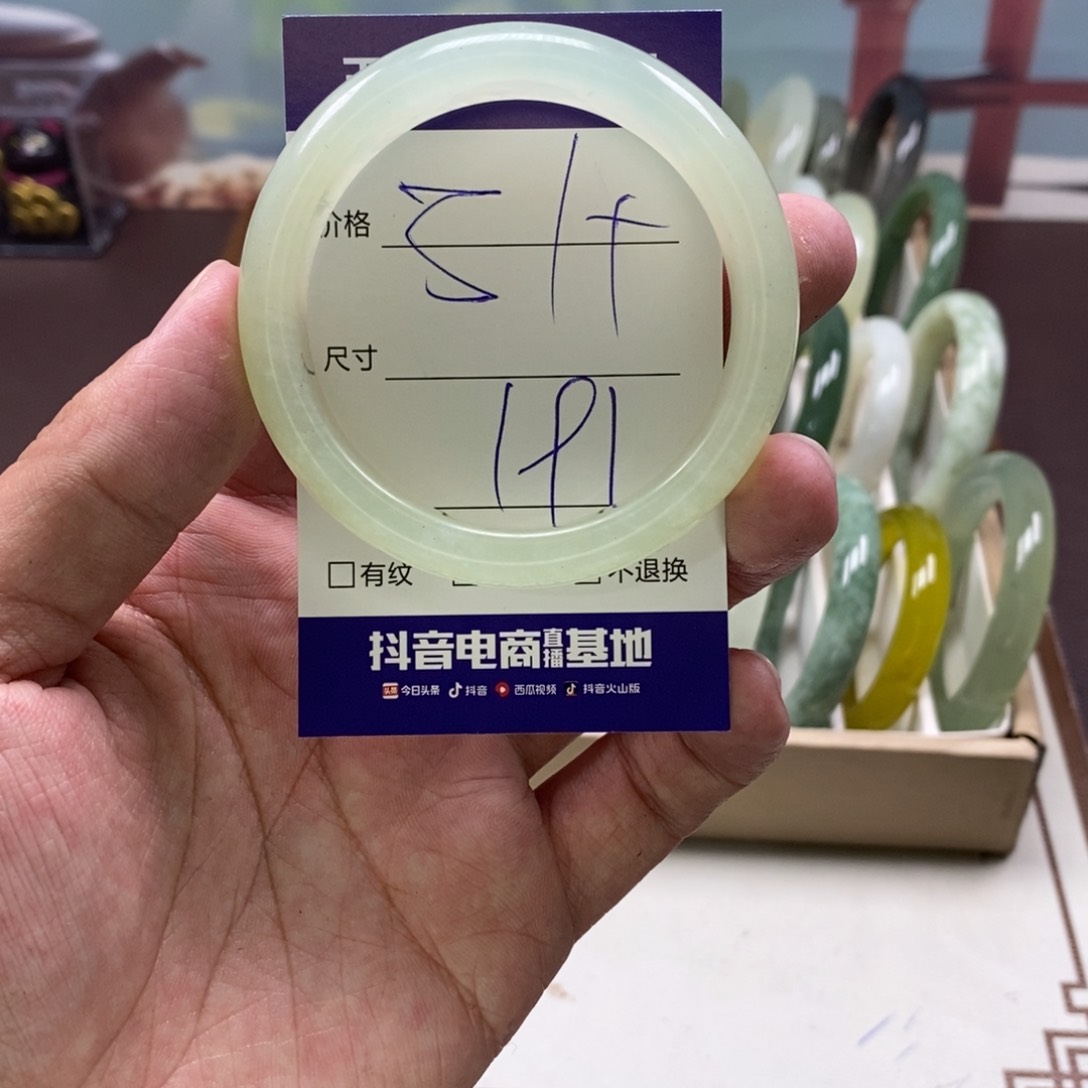 价格
尺寸
191
有纹
不退换
抖音电商直播基地
今日头条 抖音 西瓜视频 抖音火山版